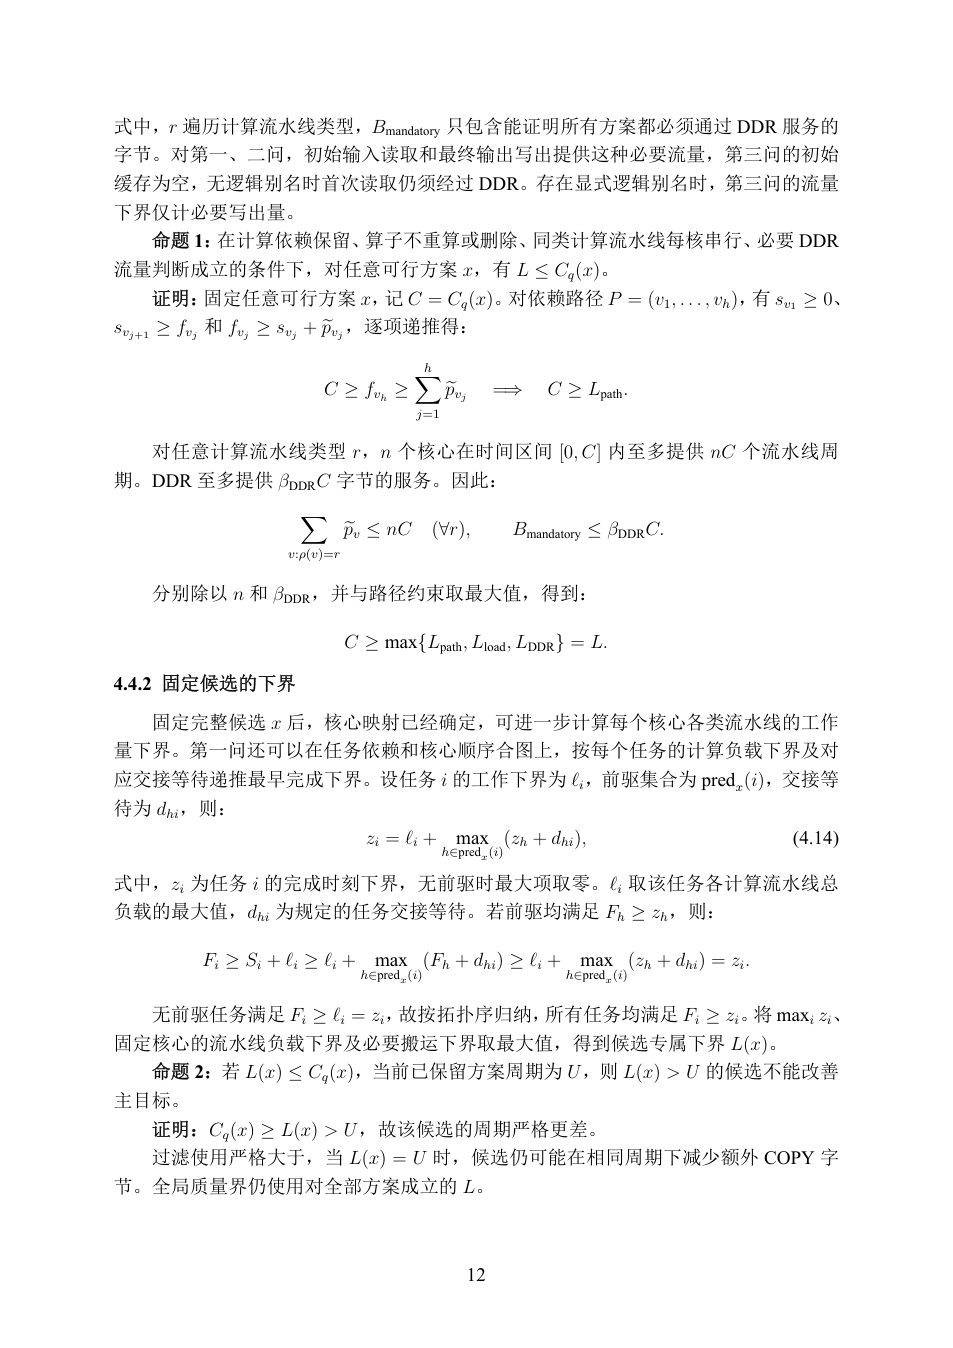 式中，r 遍历计算流水线类型，B_mandatory 只包含能证明所有方案都必须通过 DDR 服务的
字节。对第一、二问，初始输入读取和最终输出写出提供这种必要流量，第三问的初始
缓存为空，无逻辑别名时首次读取仍须经过 DDR。存在显式逻辑别名时，第三问的流量
下界仅计必要写出量。
命题 1：在计算依赖保留、算子不重算或删除、同类计算流水线每核串行、必要 DDR
流量判断成立的条件下，对任意可行方案 x，有 L ≤ C_q(x)。
证明：固定任意可行方案 x，记 C = C_q(x)。对依赖路径 P = (v_1, . . . , v_h)，有 s_{v_1} ≥ 0、
s_{v_{j+1}} ≥ f_{v_j} 和 f_{v_j} ≥ s_{v_j} + p̃_{v_j}，逐项递推得：
C ≥ f_{v_h} ≥ ∑_{j=1}^{h} p̃_{v_j} ⟹ C ≥ L_path.
对任意计算流水线类型 r，n 个核心在时间区间 [0, C] 内至多提供 nC 个流水线周
期。DDR 至多提供 β_DDR C 字节的服务。因此：
∑_{v:ρ(v)=r} p̃_v ≤ nC (∀r), B_mandatory ≤ β_DDR C.
分别除以 n 和 β_DDR，并与路径约束取最大值，得到：
C ≥ max{L_path, L_load, L_DDR} = L.
4.4.2 固定候选的下界
固定完整候选 x 后，核心映射已经确定，可进一步计算每个核心各类流水线的工作
量下界。第一问还可以在任务依赖和核心顺序合图上，按每个任务的计算负载下界及对
应交接等待递推最早完成下界。设任务 i 的工作下界为 ℓ_i，前驱集合为 pred_x(i)，交接等
待为 d_{hi}，则：
z_i = ℓ_i + max_{h∈pred_x(i)} (z_h + d_{hi}), (4.14)
式中，z_i 为任务 i 的完成时刻下界，无前驱时最大项取零。ℓ_i 取该任务各计算流水线总
负载的最大值，d_{hi} 为规定的任务交接等待。若前驱均满足 F_h ≥ z_h，则：
F_i ≥ S_i + ℓ_i ≥ ℓ_i + max_{h∈pred_x(i)} (F_h + d_{hi}) ≥ ℓ_i + max_{h∈pred_x(i)} (z_h + d_{hi}) = z_i.
无前驱任务满足 F_i ≥ ℓ_i = z_i，故按拓扑序归纳，所有任务均满足 F_i ≥ z_i。将 max_i z_i、
固定核心的流水线负载下界及必要搬运下界取最大值，得到候选专属下界 L(x)。
命题 2：若 L(x) ≤ C_q(x)，当前已保留方案周期为 U，则 L(x) > U 的候选不能改善
主目标。
证明：C_q(x) ≥ L(x) > U，故该候选的周期严格更差。
过滤使用严格大于，当 L(x) = U 时，候选仍可能在相同周期下减少额外 COPY 字
节。全局质量界仍使用对全部方案成立的 L。
12